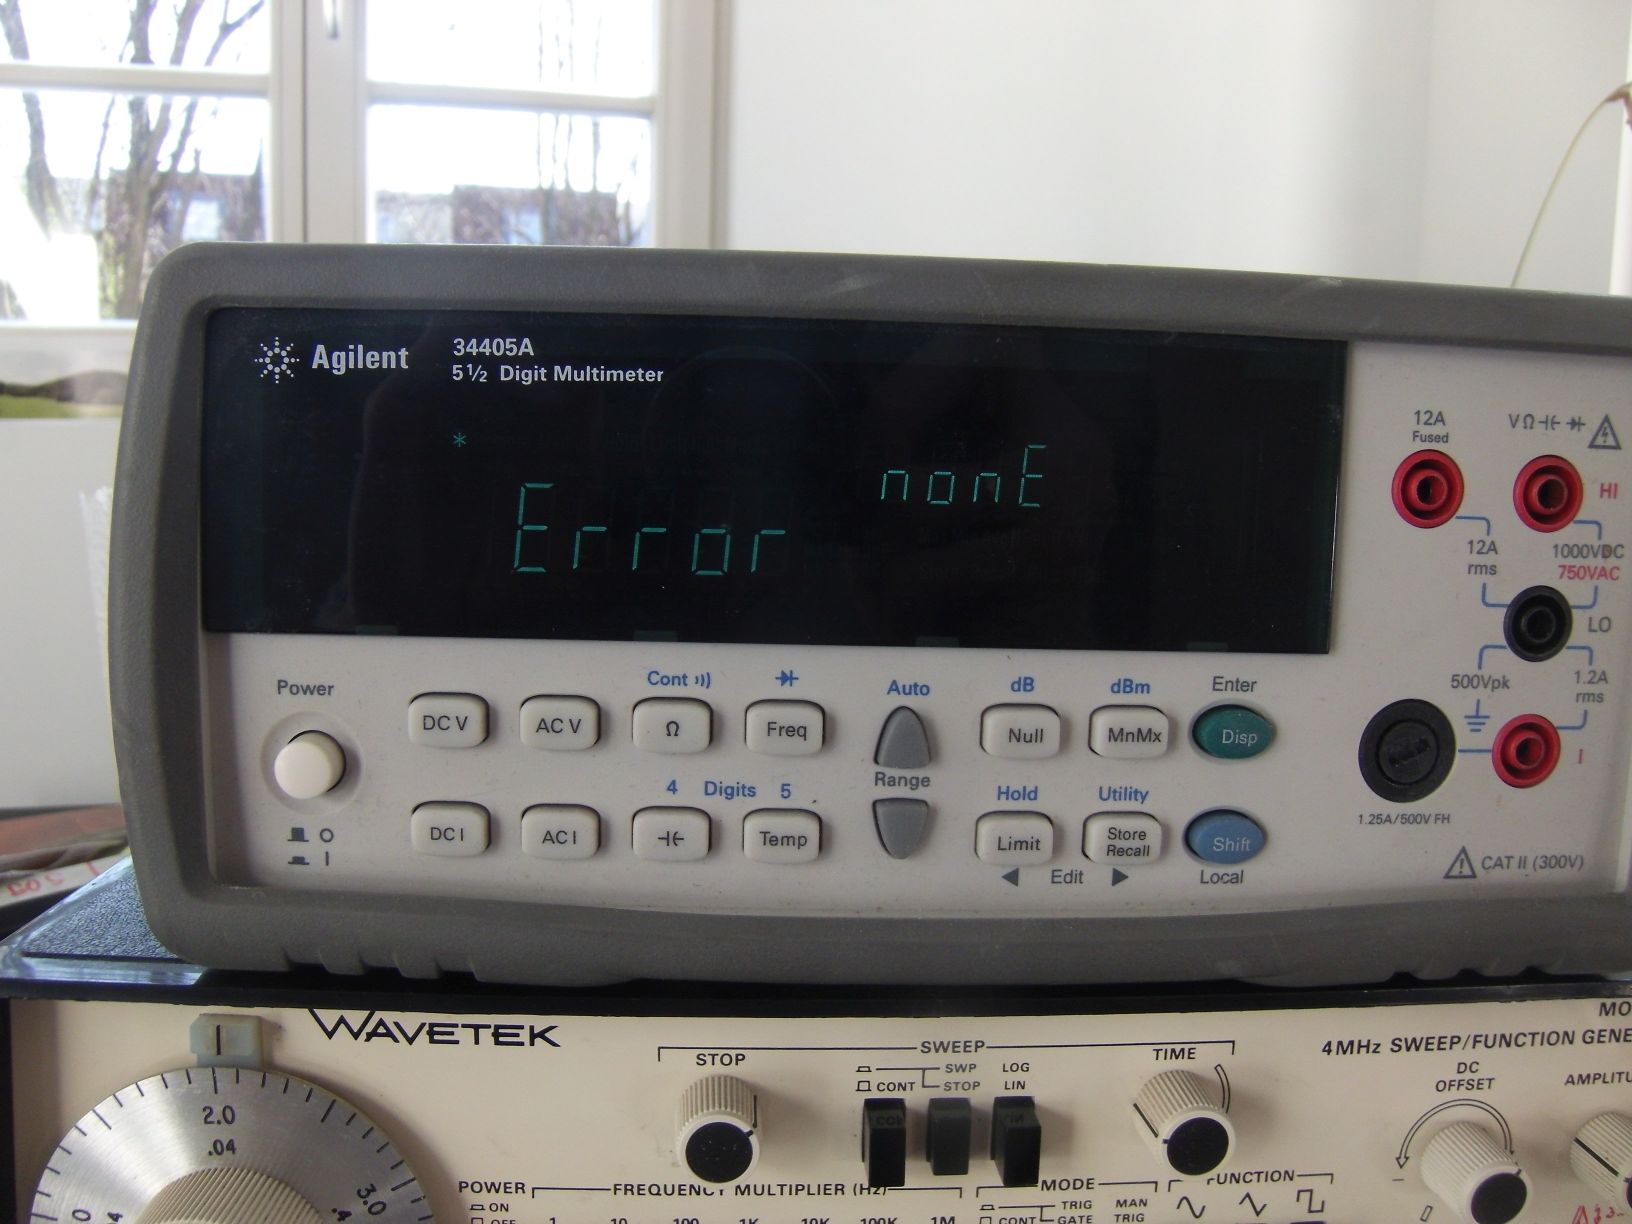 Agilent
34405A
5½ Digit Multimeter
*
nonE
Error
12A
Fused
VΩ
HI
12A
rms
1000VDC
750VAC
LO
500Vpk
1.2A
rms
I
1.25A/500V FH
CAT II (300V)
Power
Cont
Auto
dB
dBm
Enter
DC V
AC V
Ω
Freq
Null
MnMx
Disp
Range
4 Digits 5
Hold
Utility
DC I
AC I
Temp
Limit
Store
Recall
Shift
Edit
Local
WAVETEK
SWEEP
STOP
SWP
LOG
CONT
STOP
LIN
TIME
4MHz SWEEP/FUNCTION
DC
OFFSET
2.0
.04
3.0
POWER
ON
FREQUENCY MULTIPLIER (Hz)
1 10 100 1K 10K 100K 1M
MODE
TRIG
MAN
CONT
GATE
TRIG
FUNCTION